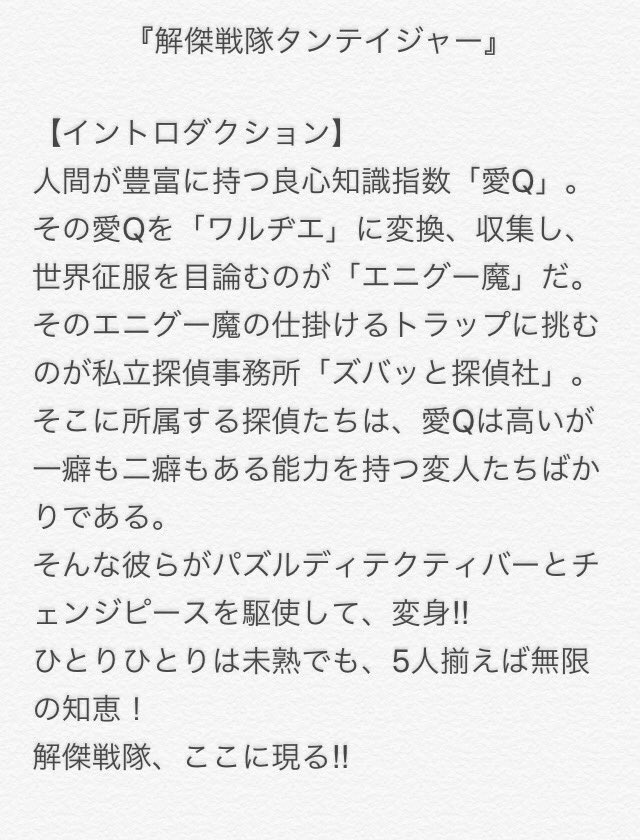 『解傑戦隊タンテイジャー』
【イントロダクション】
人間が豊富に持つ良心知識指数「愛Q」。
その愛Qを「ワルヂエ」に変換、収集し、
世界征服を目論むのが「エニグー魔」だ。
そのエニグー魔の仕掛けるトラップに挑む
のが私立探偵事務所「ズバッと探偵社」。
そこに所属する探偵たちは、愛Qは高いが
一癖も二癖もある能力を持つ変人たちばか
りである。
そんな彼らがパズルディテクティバーとチ
ェンジピースを駆使して、変身!!
ひとりひとりは未熟でも、5人揃えば無限
の知恵！
解傑戦隊、ここに現る!!